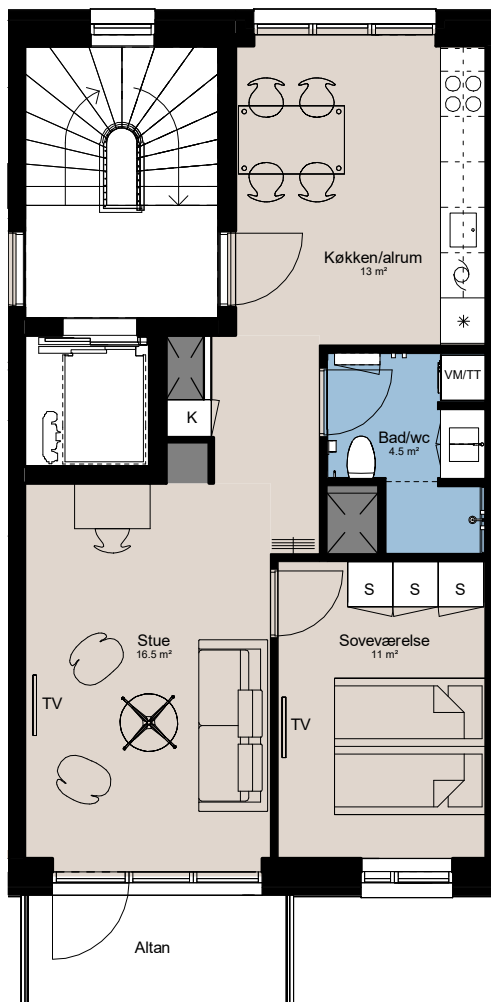 Køkken/alrum
13 m²
VM/TT
K
Bad/wc
4.5 m²
S S S
Stue
16.5 m²
Soveværelse
11 m²
TV
TV
Altan